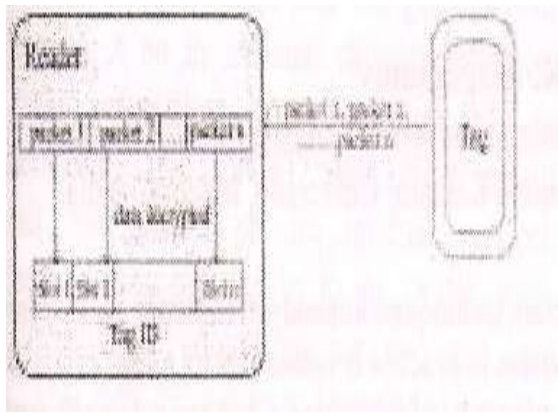 Reader
packet 1 packet 2 ... packet n
packet 1, packet 2,
......packet n
Tag
data decrypted
Slot 1 Slot 2 Slot n
Tag ID